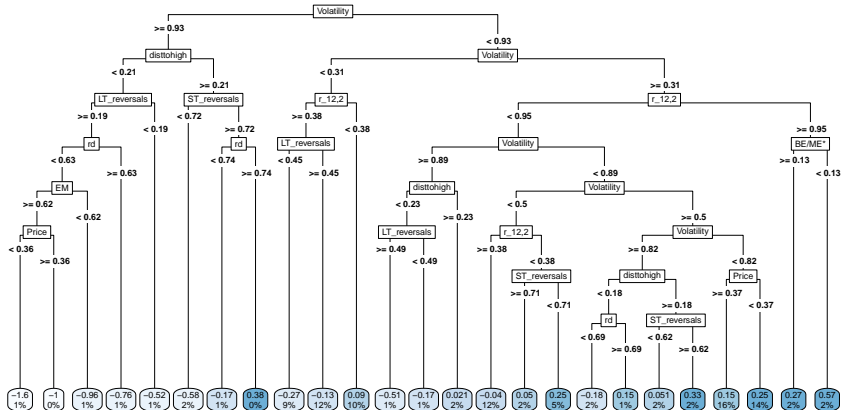 Volatility
>= 0.93
< 0.93
disttohigh
Volatility
< 0.21
>= 0.21
< 0.31
>= 0.31
LT_reversals
ST_reversals
r_12,2
r_12,2
>= 0.19
< 0.19
< 0.72
>= 0.72
>= 0.38
< 0.38
< 0.95
>= 0.95
rd
rd
LT_reversals
Volatility
BE/ME*
< 0.63
>= 0.63
< 0.74
>= 0.74
< 0.45
>= 0.45
>= 0.89
< 0.89
>= 0.13
< 0.13
EM
disttohigh
Volatility
>= 0.62
< 0.62
< 0.23
>= 0.23
< 0.5
>= 0.5
Price
LT_reversals
r_12,2
Volatility
< 0.36
>= 0.36
>= 0.49
< 0.49
>= 0.38
< 0.38
>= 0.82
< 0.82
ST_reversals
disttohigh
Price
>= 0.71
< 0.71
< 0.18
>= 0.18
>= 0.37
< 0.37
rd
ST_reversals
< 0.69
>= 0.69
< 0.62
>= 0.62
−1.6 −1 −0.96 −0.76 −0.52 −0.58 −0.17 0.38 −0.27 −0.13 0.09 −0.51 −0.17 0.021 −0.04 0.05 0.25 −0.18 0.15 0.051 0.33 0.15 0.25 0.27 0.57
1% 0% 1% 1% 1% 2% 1% 0% 9% 12% 10% 1% 1% 2% 12% 2% 5% 2% 1% 2% 2% 16% 14% 2% 2%